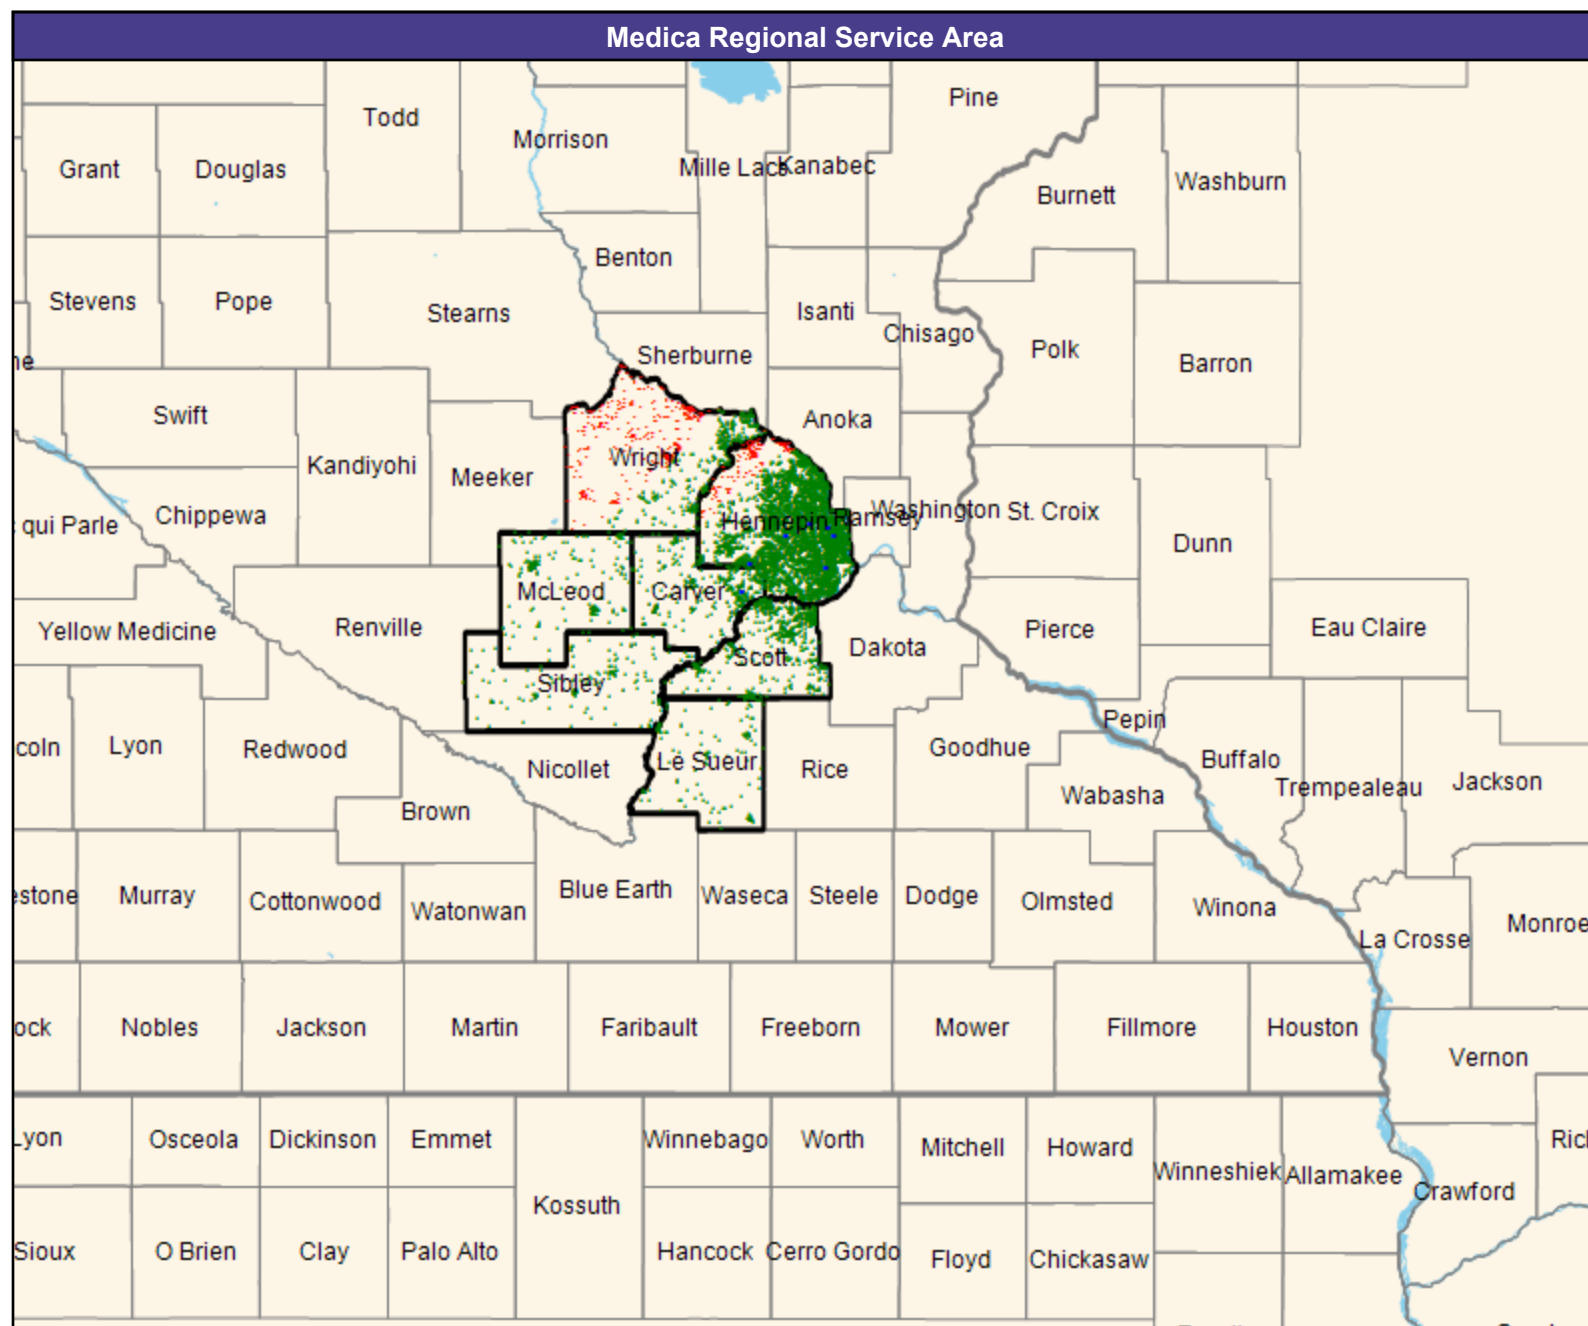 Medica Regional Service Area
Pine
Todd
Morrison
Mille Lacs
Kanabec
Grant
Douglas
Washburn
Burnett
Benton
Stevens
Pope
Stearns
Isanti
Chisago
Sherburne
Polk
Barron
ne
Swift
Anoka
Wright
Kandiyohi
Meeker
Chippewa
qui Parle
Hennepin
Ramsey
Washington
St. Croix
Dunn
McLeod
Carver
Yellow Medicine
Renville
Pierce
Eau Claire
Dakota
Scott
Sibley
Pepin
coln
Lyon
Redwood
Nicollet
Le Sueur
Rice
Goodhue
Buffalo
Trempealeau
Jackson
Wabasha
Brown
estone
Murray
Cottonwood
Watonwan
Blue Earth
Waseca
Steele
Dodge
Olmsted
Winona
La Crosse
Monroe
ock
Nobles
Jackson
Martin
Faribault
Freeborn
Mower
Fillmore
Houston
Vernon
Lyon
Osceola
Dickinson
Emmet
Winnebago
Worth
Mitchell
Howard
Winneshiek
Allamakee
Crawford
Rich
Kossuth
Sioux
O Brien
Clay
Palo Alto
Hancock
Cerro Gordo
Floyd
Chickasaw